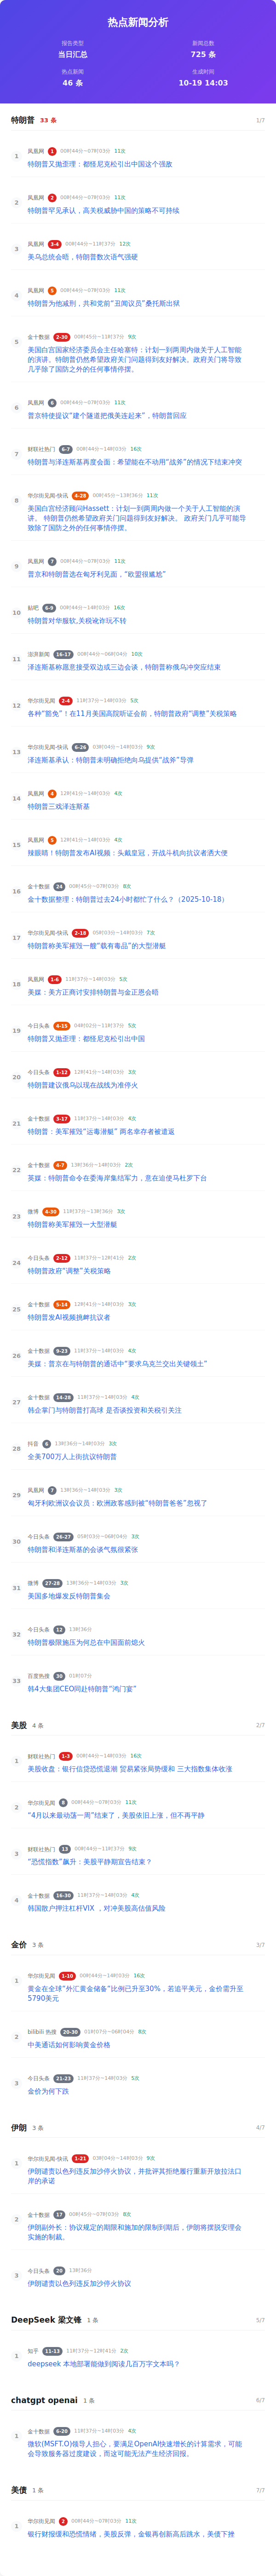 热点新闻分析
报告类型
当日汇总
新闻总数
725 条
热点新闻
46 条
生成时间
10-19 14:03
特朗普 33 条 1/7
1
凤凰网 1 00时44分~07时03分 11次
特朗普又抛歪理：都怪尼克松引出中国这个强敌
2
凤凰网 2 00时44分~07时03分 11次
特朗普罕见承认，高关税威胁中国的策略不可持续
3
凤凰网 3-4 00时44分~11时37分 12次
美乌总统会晤，特朗普数次语气强硬
4
凤凰网 5 00时44分~07时03分 11次
特朗普为他减刑，共和党前“丑闻议员”桑托斯出狱
5
金十数据 2-30 00时45分~11时37分 9次
美国白宫国家经济委员会主任哈塞特：计划一到两周内做关于人工智能
的演讲。特朗普仍然希望政府关门问题得到友好解决。政府关门将导致
几乎除了国防之外的任何事情停摆。
6
凤凰网 6 00时44分~07时03分 11次
普京特使提议“建个隧道把俄美连起来”，特朗普回应
7
财联社热门 6-7 00时44分~14时03分 16次
特朗普与泽连斯基再度会面：希望能在不动用“战斧”的情况下结束冲突
8
华尔街见闻-快讯 4-28 00时45分~13时36分 11次
美国白宫经济顾问Hassett：计划一到两周内做一个关于人工智能的演
讲。 特朗普仍然希望政府关门问题得到友好解决。 政府关门几乎可能导
致除了国防之外的任何事情停摆。
9
凤凰网 7 00时44分~07时03分 11次
普京和特朗普选在匈牙利见面，“欧盟很尴尬”
10
贴吧 6-9 00时44分~14时03分 16次
特朗普对华服软,关税讹诈玩不转
11
澎湃新闻 16-17 00时44分~06时04分 10次
泽连斯基称愿意接受双边或三边会谈，特朗普称俄乌冲突应结束
12
华尔街见闻 2-4 11时37分~14时03分 5次
各种“豁免”！在11月美国高院听证会前，特朗普政府“调整”关税策略
13
华尔街见闻-快讯 6-26 03时04分~14时03分 9次
泽连斯基承认：特朗普未明确拒绝向乌提供“战斧”导弹
14
凤凰网 4 12时41分~14时03分 4次
特朗普三戏泽连斯基
15
凤凰网 5 12时41分~14时03分 4次
辣眼睛！特朗普发布AI视频：头戴皇冠，开战斗机向抗议者洒大便
16
金十数据 24 00时45分~07时03分 8次
金十数据整理：特朗普过去24小时都忙了什么？（2025-10-18）
17
华尔街见闻-快讯 2-18 05时03分~14时03分 7次
特朗普称美军摧毁一艘“载有毒品”的大型潜艇
18
凤凰网 1-6 11时37分~14时03分 5次
美媒：美方正商讨安排特朗普与金正恩会晤
19
今日头条 4-15 04时02分~11时37分 5次
特朗普又抛歪理：都怪尼克松引出中国
20
今日头条 1-12 12时41分~14时03分 3次
特朗普建议俄乌以现在战线为准停火
21
金十数据 3-17 11时37分~14时03分 4次
特朗普：美军摧毁“运毒潜艇” 两名幸存者被遣返
22
金十数据 4-7 13时36分~14时03分 2次
英媒：特朗普命令在委海岸集结军力，意在迫使马杜罗下台
23
微博 4-30 11时37分~13时36分 3次
特朗普称美军摧毁一大型潜艇
24
今日头条 2-12 11时37分~12时41分 2次
特朗普政府“调整”关税策略
25
金十数据 5-14 12时41分~14时03分 3次
特朗普发AI视频挑衅抗议者
26
金十数据 9-23 11时37分~14时03分 4次
美媒：普京在与特朗普的通话中“要求乌克兰交出关键领土”
27
金十数据 14-28 11时37分~14时03分 4次
韩企掌门与特朗普打高球 是否谈投资和关税引关注
28
抖音 6 13时36分~14时03分 3次
全美700万人上街抗议特朗普
29
凤凰网 7 13时36分~14时03分 3次
匈牙利欧洲议会议员：欧洲政客感到被“特朗普爸爸”忽视了
30
今日头条 26-27 05时03分~06时04分 3次
特朗普和泽连斯基的会谈气氛很紧张
31
微博 27-28 13时36分~14时03分 3次
美国多地爆发反特朗普集会
32
今日头条 12 13时36分
特朗普极限施压为何总在中国面前熄火
33
百度热搜 30 01时07分
韩4大集团CEO同赴特朗普“鸿门宴”
美股 4 条 2/7
1
财联社热门 1-3 00时44分~14时03分 16次
美股收盘：银行信贷恐慌退潮 贸易紧张局势缓和 三大指数集体收涨
2
华尔街见闻 8 00时44分~07时03分 11次
“4月以来最动荡一周”结束了，美股依旧上涨，但不再平静
3
财联社热门 13 00时44分~11时37分 9次
“恐慌指数”飙升：美股平静期宣告结束？
4
金十数据 16-30 11时37分~14时03分 4次
韩国散户押注杠杆VIX ，对冲美股高估值风险
金价 3 条 3/7
1
华尔街见闻 1-10 00时44分~14时03分 16次
黄金在全球“外汇黄金储备”比例已升至30%，若追平美元，金价需升至
5790美元
2
bilibili 热搜 20-30 01时07分~06时04分 8次
中美通话如何影响黄金价格
3
今日头条 21-23 11时37分~14时03分 5次
金价为何下跌
伊朗 3 条 4/7
1
华尔街见闻-快讯 1-21 03时04分~14时03分 9次
伊朗谴责以色列违反加沙停火协议，并批评其拒绝履行重新开放拉法口
岸的承诺
2
金十数据 17 00时45分~07时03分 8次
伊朗副外长：协议规定的期限和施加的限制到期后，伊朗将摆脱安理会
实施的制裁。
3
今日头条 20 13时36分
伊朗谴责以色列违反加沙停火协议
DeepSeek 梁文锋 1 条 5/7
1
知乎 11-13 11时37分~12时41分 2次
deepseek 本地部署能做到阅读几百万字文本吗？
chatgpt openai 1 条 6/7
1
金十数据 6-20 11时37分~14时03分 4次
微软(MSFT.O)领导人担心，要满足OpenAI快速增长的计算需求，可能
会导致服务器过度建设，而这可能无法产生经济回报。
美债 1 条 7/7
1
华尔街见闻 2 00时44分~07时03分 11次
银行财报缓和恐慌情绪，美股反弹，金银再创新高后跳水，美债下挫